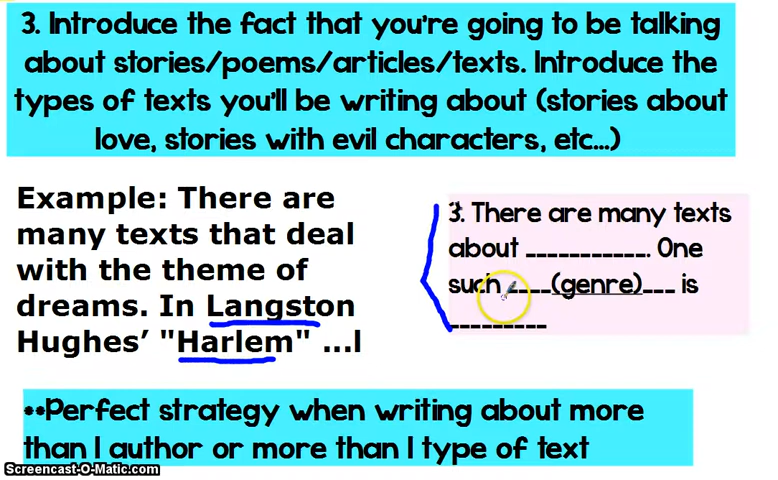 3. Introduce the fact that you're going to be talking
about stories/poems/articles/texts. Introduce the
types of texts you'll be writing about (stories about
love, stories with evil characters, etc...)
Example: There are
many texts that deal
with the theme of
dreams. In Langston
Hughes' "Harlem" ...l
3. There are many texts
about ___________. One
such ____(genre)___ is
_________
**Perfect strategy when writing about more
than 1 author or more than 1 type of text
Screencast-O-Matic.com